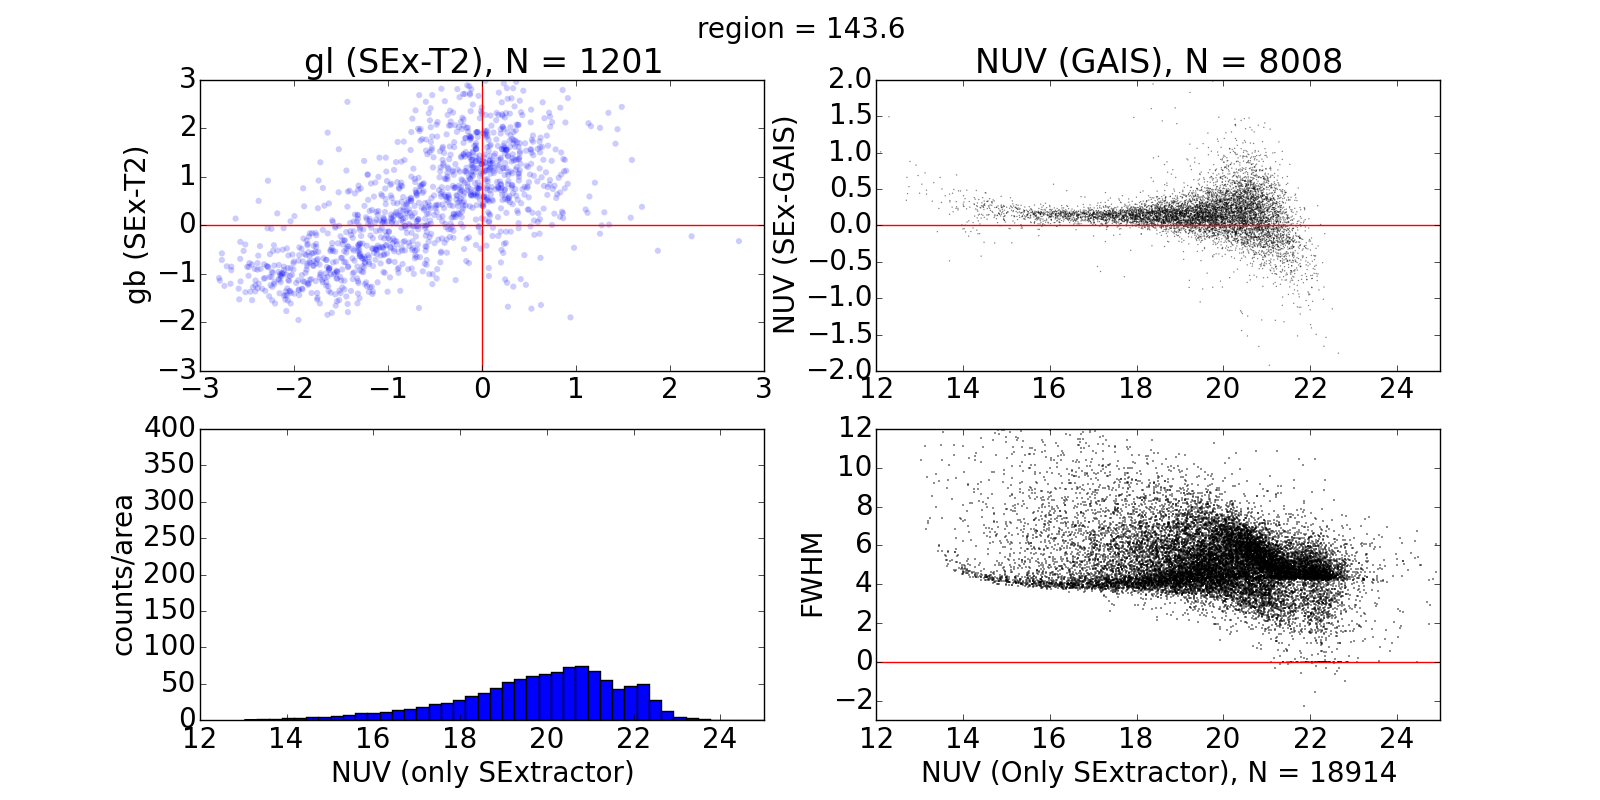 region = 143.6
gl (SEx-T2), N = 1201
3
2
1
0
−1
−2
−3
gb (SEx-T2)
−3 −2 −1 0 1 2 3
NUV (GAIS), N = 8008
2.0
1.5
1.0
0.5
0.0
−0.5
−1.0
−1.5
−2.0
NUV (SEx-GAIS)
12 14 16 18 20 22 24
400
350
300
250
200
150
100
50
0
counts/area
12 14 16 18 20 22 24
NUV (only SExtractor)
12
10
8
6
4
2
0
−2
FWHM
12 14 16 18 20 22 24
NUV (Only SExtractor), N = 18914